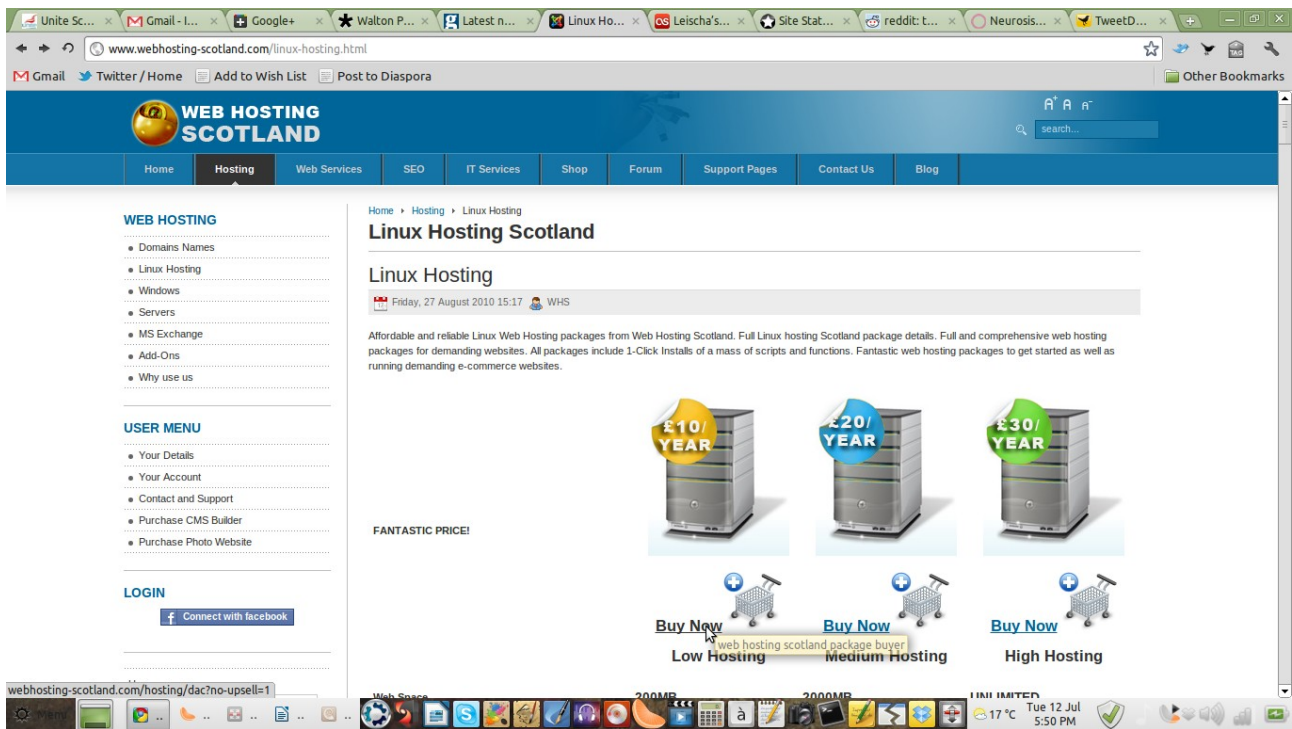 Unite Sc...
Gmail - I...
Google+
Walton P...
Latest n...
Linux Ho...
Leischa's...
Site Stat...
reddit: t...
Neurosis...
TweetD...
www.webhosting-scotland.com/linux-hosting.html
Gmail
Twitter / Home
Add to Wish List
Post to Diaspora
Other Bookmarks
WEB HOSTING
SCOTLAND
A+ A A-
search...
Home
Hosting
Web Services
SEO
IT Services
Shop
Forum
Support Pages
Contact Us
Blog
WEB HOSTING
Domains Names
Linux Hosting
Windows
Servers
MS Exchange
Add-Ons
Why use us
USER MENU
Your Details
Your Account
Contact and Support
Purchase CMS Builder
Purchase Photo Website
LOGIN
Connect with facebook
Home Hosting Linux Hosting
Linux Hosting Scotland
Linux Hosting
Friday, 27 August 2010 15:17 WHS
Affordable and reliable Linux Web Hosting packages from Web Hosting Scotland. Full Linux hosting Scotland package details. Full and comprehensive web hosting
packages for demanding websites. All packages include 1-Click Installs of a mass of scripts and functions. Fantastic web hosting packages to get started as well as
running demanding e-commerce websites.
£10/
YEAR
£20/
YEAR
£30/
YEAR
FANTASTIC PRICE!
Buy Now
Buy Now
Buy Now
web hosting scotland package buyer
Low Hosting
Medium Hosting
High Hosting
Web Space
200MB
2000MB
UNLIMITED
webhosting-scotland.com/hosting/dac?no-upsell=1
Menu
17 °C
Tue 12 Jul
5:50 PM